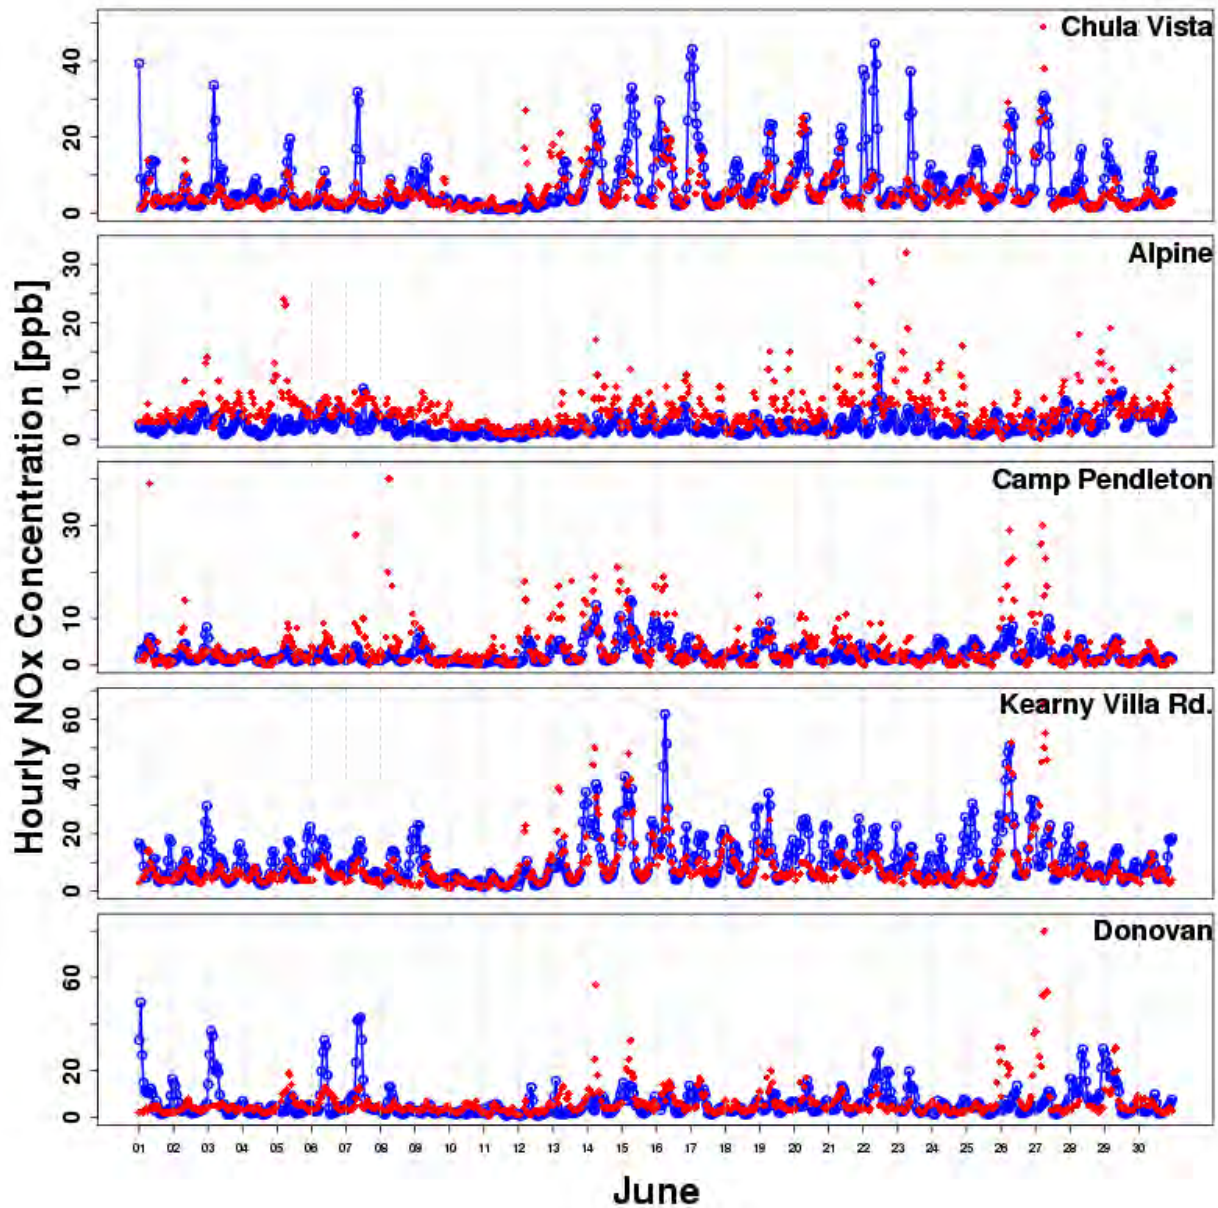 Hourly NOx Concentration [ppb]
Chula Vista
40
20
0
Alpine
30
20
10
0
Camp Pendleton
30
10
0
Kearny Villa Rd.
60
40
20
0
Donovan
60
20
0
01 02 03 04 05 06 07 08 09 10 11 12 13 14 15 16 17 18 19 20 21 22 23 24 25 26 27 28 29 30
June